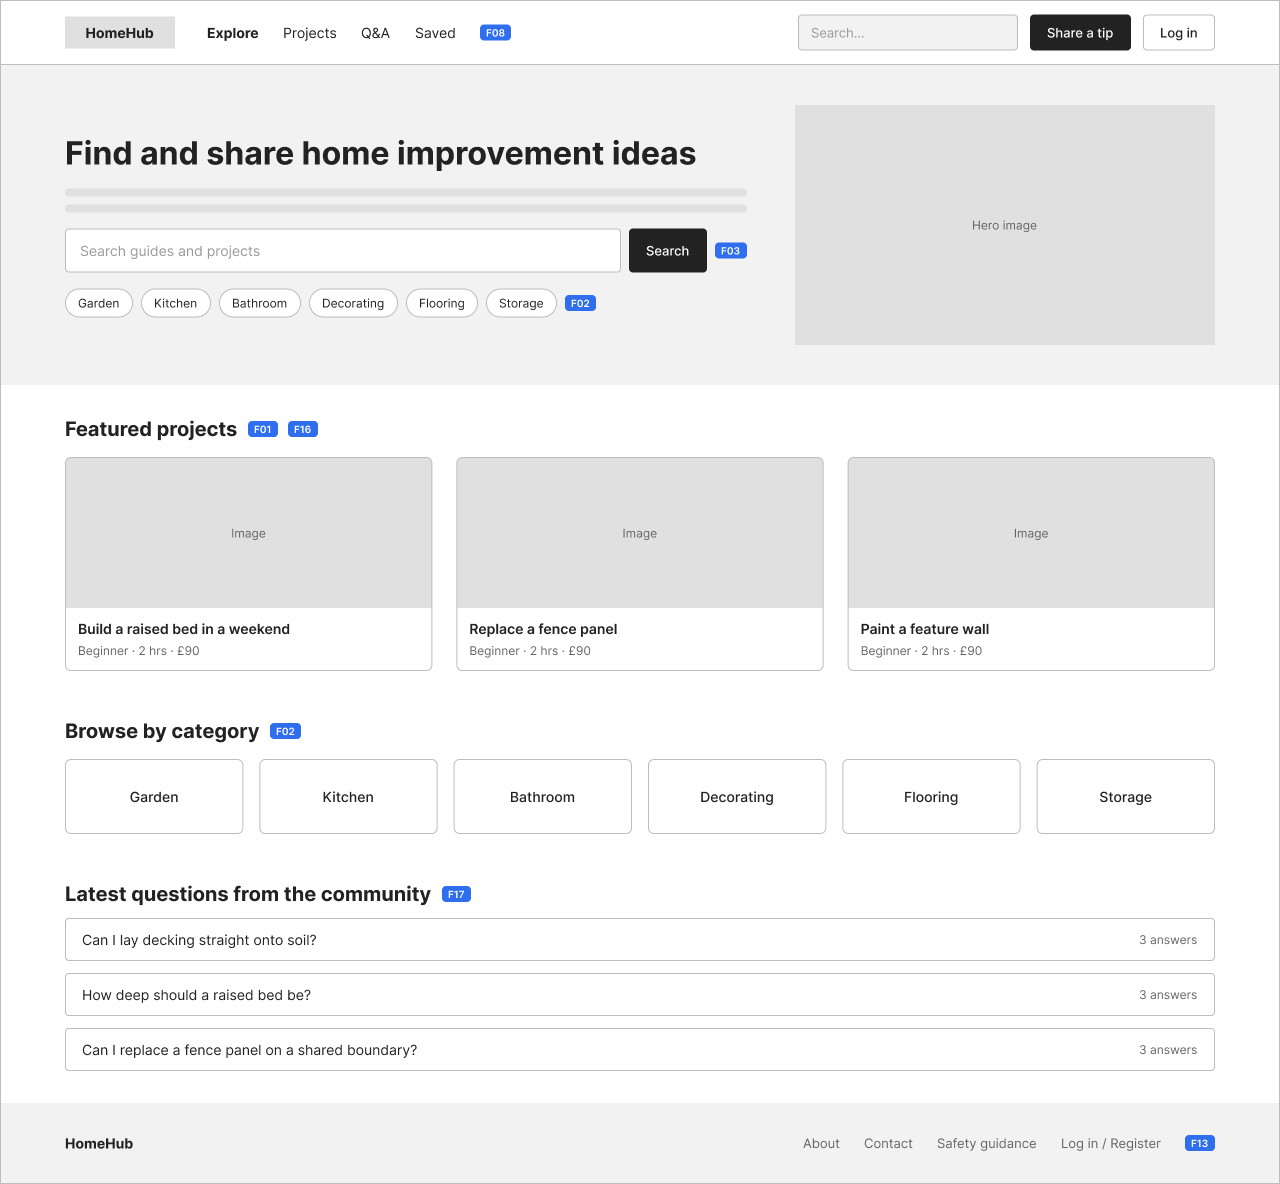 HomeHub Explore Projects Q&A Saved F08 Search... Share a tip Log in
Find and share home improvement ideas
Search guides and projects Search F03
Garden Kitchen Bathroom Decorating Flooring Storage F02
Hero image
Featured projects F01 F16
Image Image Image
Build a raised bed in a weekend Replace a fence panel Paint a feature wall
Beginner · 2 hrs · £90 Beginner · 2 hrs · £90 Beginner · 2 hrs · £90
Browse by category F02
Garden Kitchen Bathroom Decorating Flooring Storage
Latest questions from the community F17
Can I lay decking straight onto soil? 3 answers
How deep should a raised bed be? 3 answers
Can I replace a fence panel on a shared boundary? 3 answers
HomeHub About Contact Safety guidance Log in / Register F13